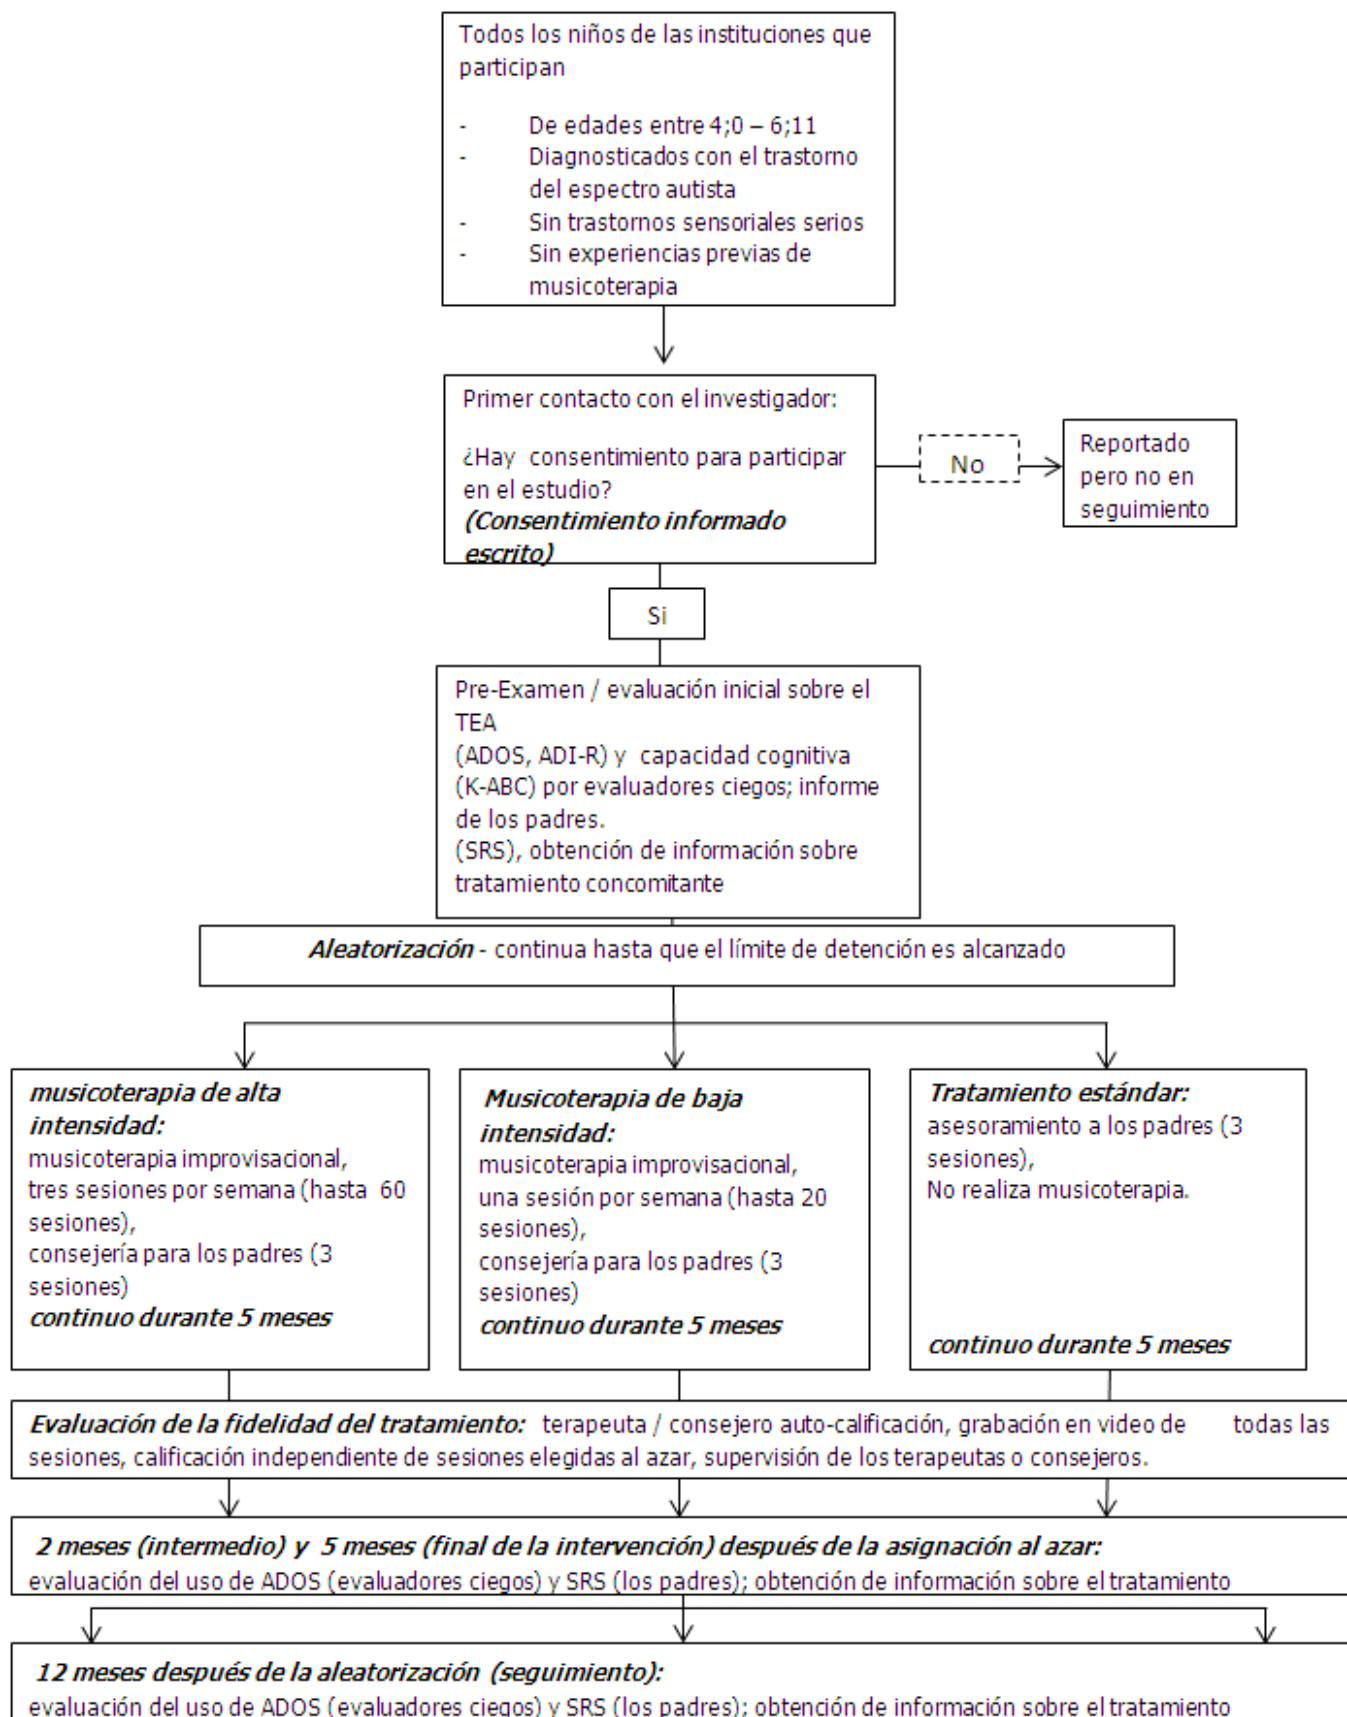 Todos los niños de las instituciones que
participan
- De edades entre 4;0 – 6;11
- Diagnosticados con el trastorno
del espectro autista
- Sin trastornos sensoriales serios
- Sin experiencias previas de
musicoterapia
Primer contacto con el investigador:
¿Hay consentimiento para participar
en el estudio?
(Consentimiento informado
escrito)
No
Reportado
pero no en
seguimiento
Si
Pre-Examen / evaluación inicial sobre el
TEA
(ADOS, ADI-R) y capacidad cognitiva
(K-ABC) por evaluadores ciegos; informe
de los padres.
(SRS), obtención de información sobre
tratamiento concomitante
Aleatorización - continua hasta que el límite de detención es alcanzado
musicoterapia de alta
intensidad:
musicoterapia improvisacional,
tres sesiones por semana (hasta 60
sesiones),
consejería para los padres (3
sesiones)
continuo durante 5 meses
Musicoterapia de baja
intensidad:
musicoterapia improvisacional,
una sesión por semana (hasta 20
sesiones),
consejería para los padres (3
sesiones)
continuo durante 5 meses
Tratamiento estándar:
asesoramiento a los padres (3
sesiones),
No realiza musicoterapia.
continuo durante 5 meses
Evaluación de la fidelidad del tratamiento: terapeuta / consejero auto-calificación, grabación en video de todas las
sesiones, calificación independiente de sesiones elegidas al azar, supervisión de los terapeutas o consejeros.
2 meses (intermedio) y 5 meses (final de la intervención) después de la asignación al azar:
evaluación del uso de ADOS (evaluadores ciegos) y SRS (los padres); obtención de información sobre el tratamiento
12 meses después de la aleatorización (seguimiento):
evaluación del uso de ADOS (evaluadores ciegos) y SRS (los padres); obtención de información sobre el tratamiento